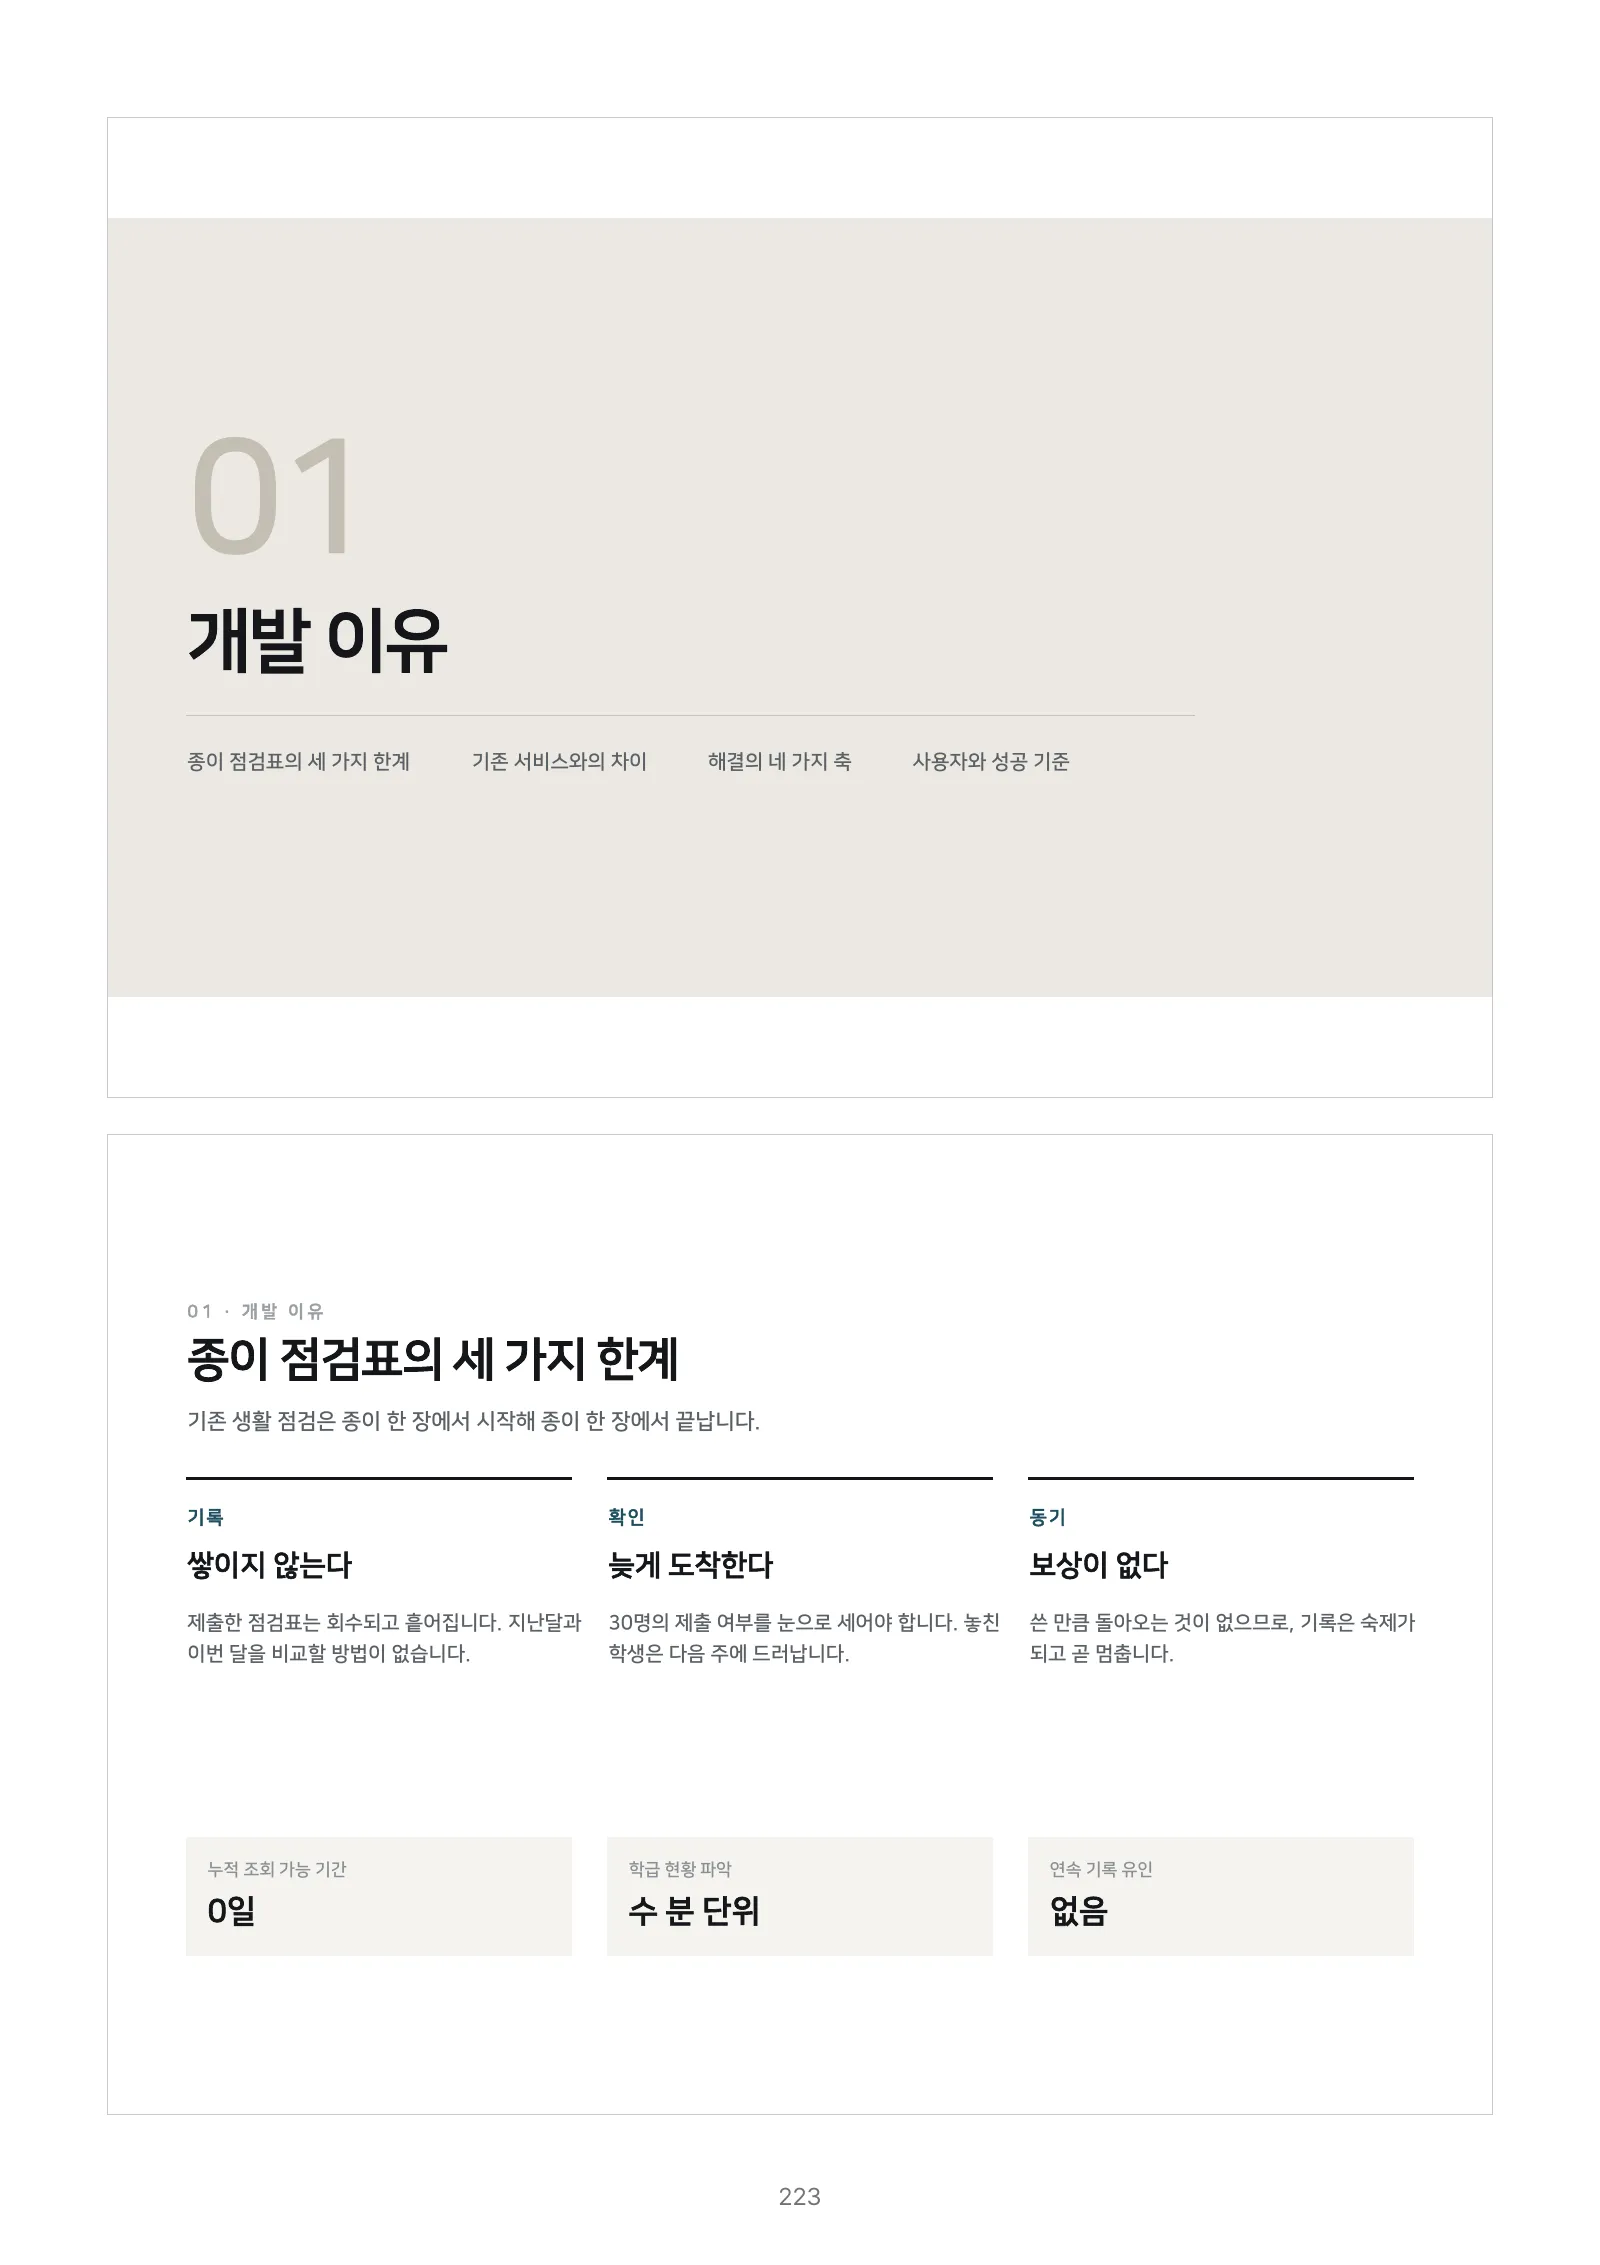 01
개발 이유
종이 점검표의 세 가지 한계
기존 서비스와의 차이
해결의 네 가지 축
사용자와 성공 기준
01 · 개발 이유
종이 점검표의 세 가지 한계
기존 생활 점검은 종이 한 장에서 시작해 종이 한 장에서 끝납니다.
기록
쌓이지 않는다
제출한 점검표는 회수되고 흩어집니다. 지난달과
이번 달을 비교할 방법이 없습니다.
확인
늦게 도착한다
30명의 제출 여부를 눈으로 세어야 합니다. 놓친
학생은 다음 주에 드러납니다.
동기
보상이 없다
쓴 만큼 돌아오는 것이 없으므로, 기록은 숙제가
되고 곧 멈춥니다.
누적 조회 가능 기간
0일
학급 현황 파악
수 분 단위
연속 기록 유인
없음
223